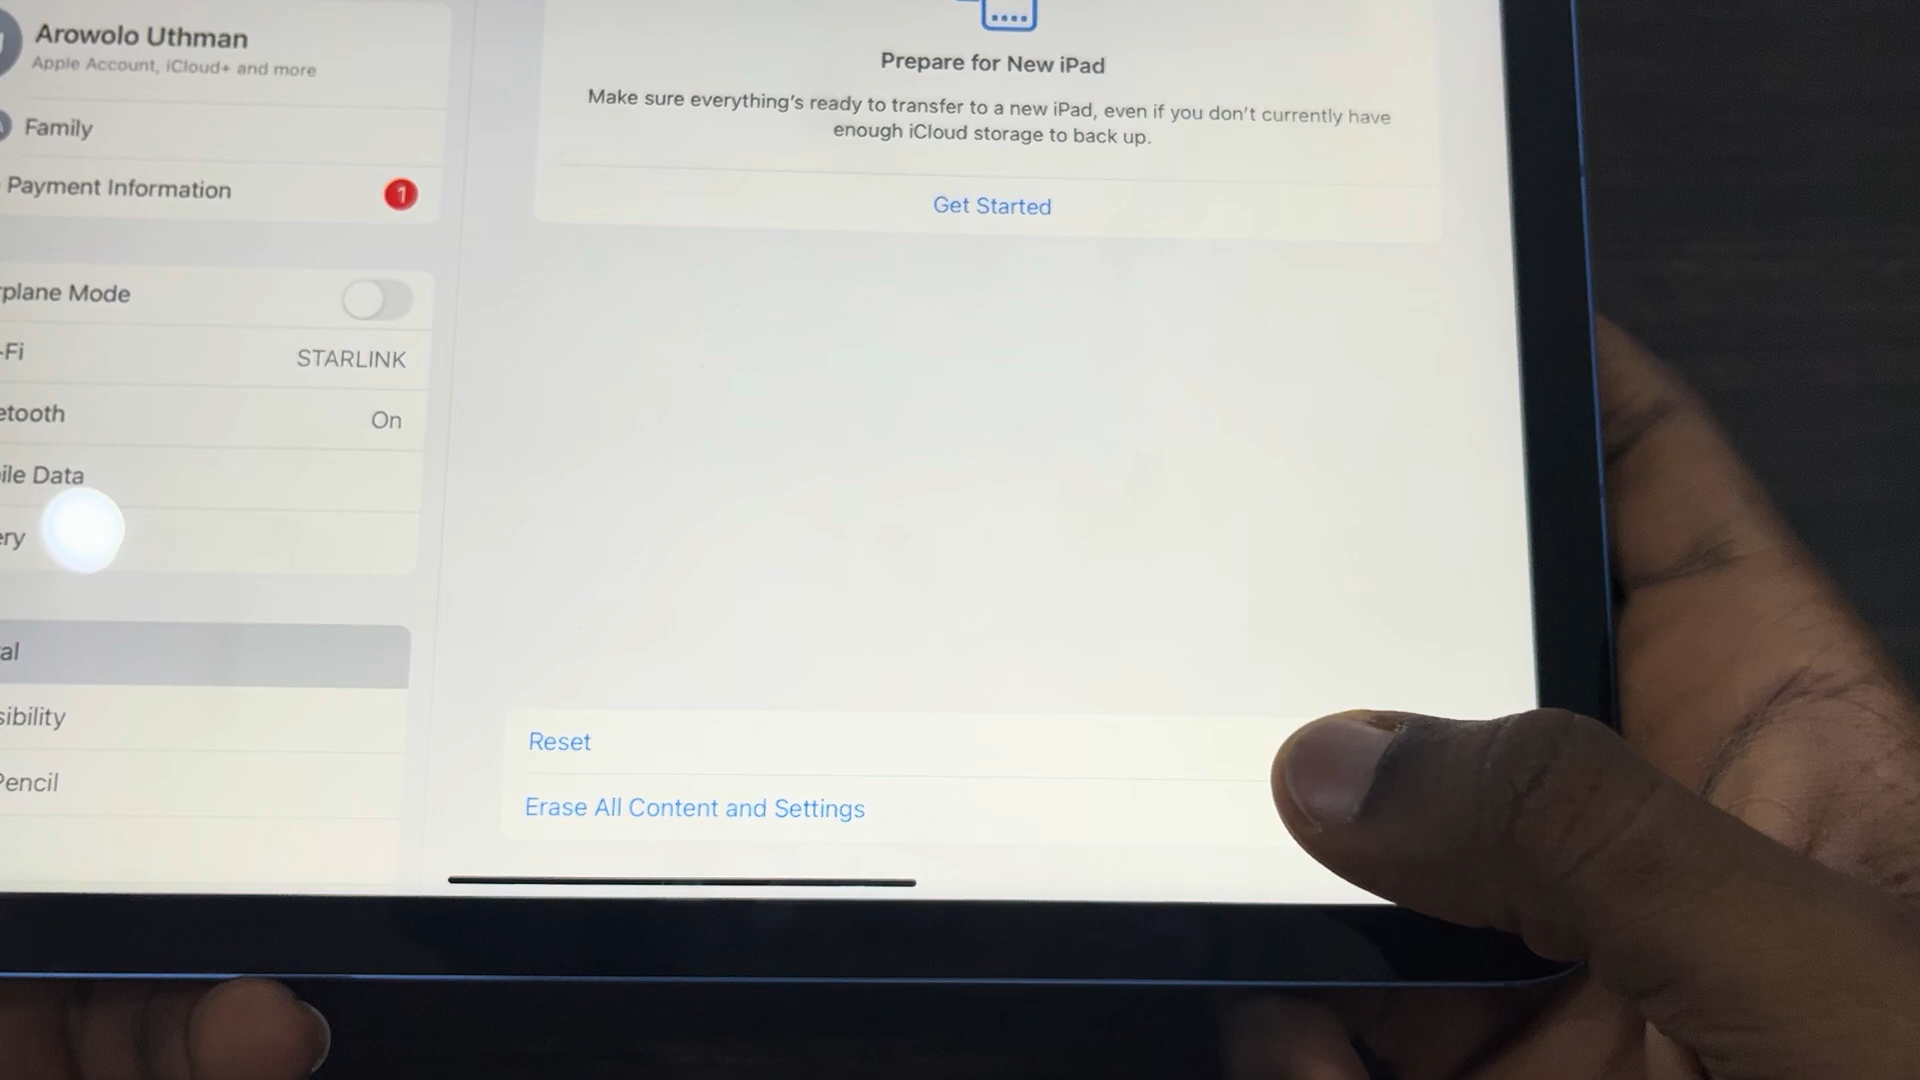 Arowolo Uthman
Apple Account, iCloud+ and more
Family
Payment Information
1
rplane Mode
-Fi
STARLINK
etooth
On
ile Data
ery
al
sibility
Pencil
Prepare for New iPad
Make sure everything's ready to transfer to a new iPad, even if you don't currently have
enough iCloud storage to back up.
Get Started
Reset
Erase All Content and Settings